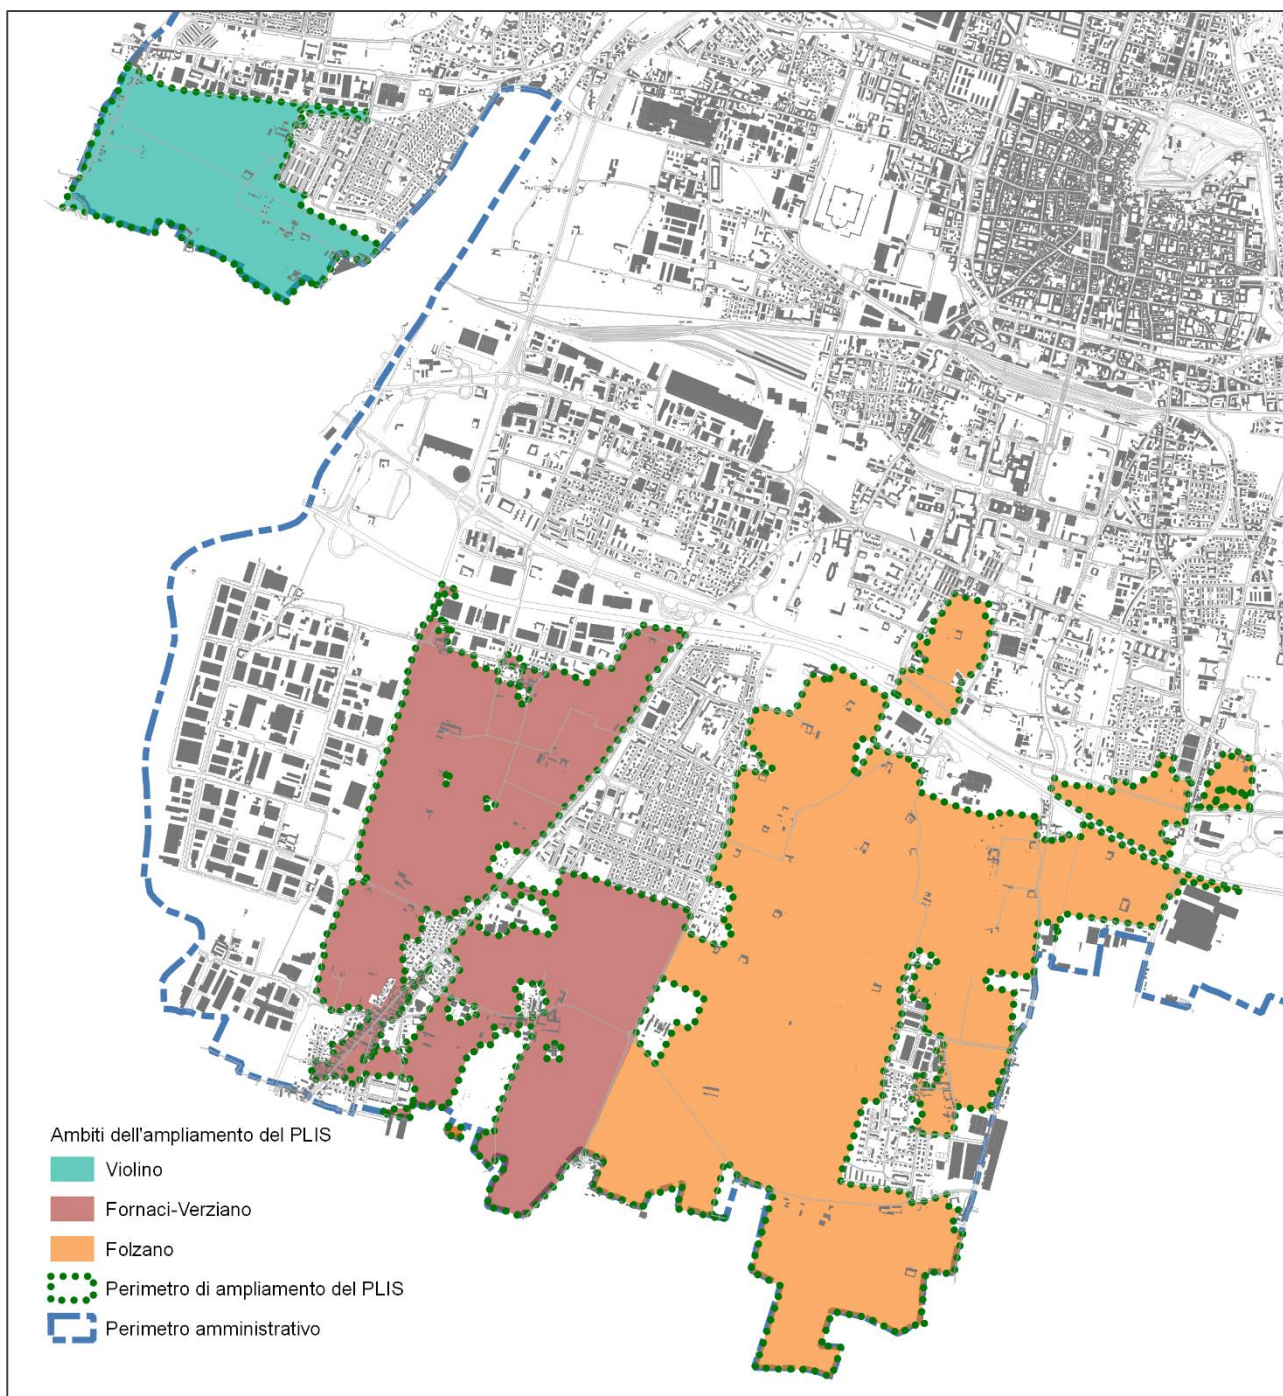 Ambiti dell'ampliamento del PLIS
Violino
Fornaci-Verziano
Folzano
Perimetro di ampliamento del PLIS
Perimetro amministrativo